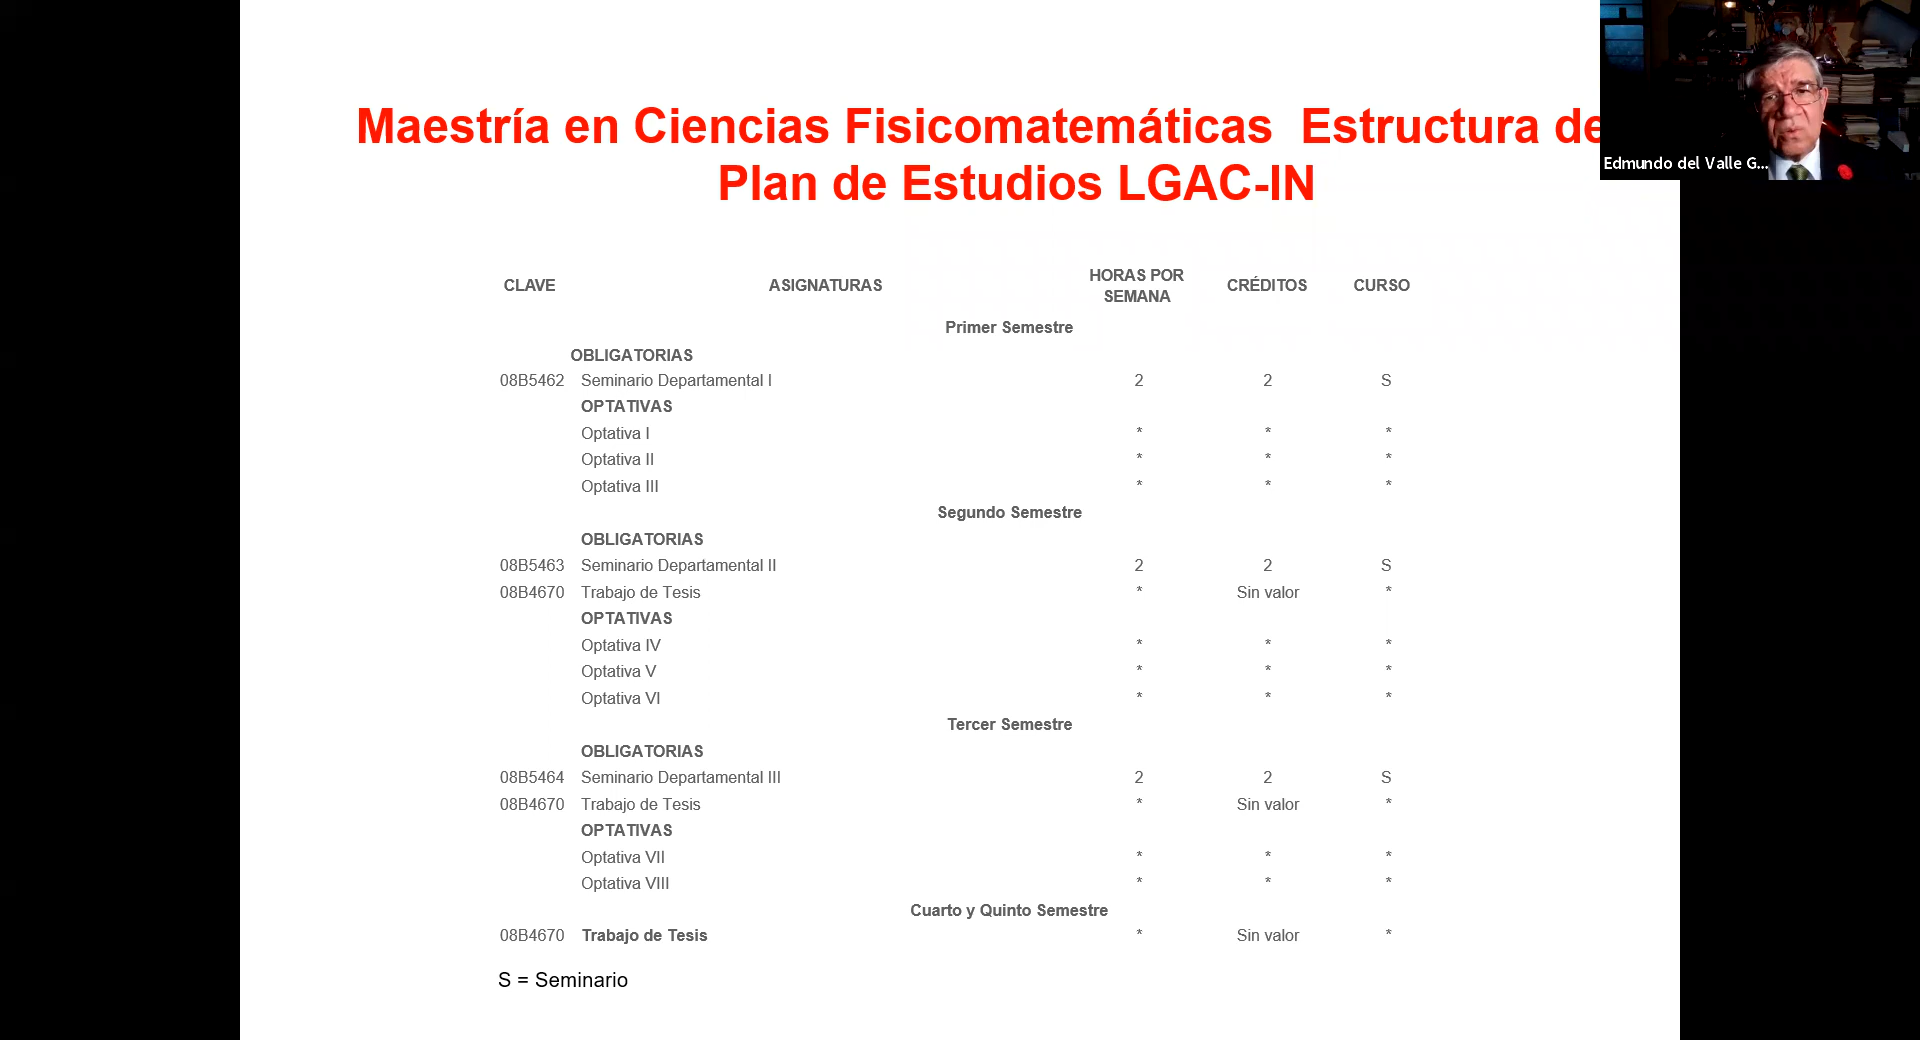 Maestría en Ciencias Fisicomatemáticas  Estructura de
Plan de Estudios LGAC-IN
Edmundo del Valle G...
CLAVE ASIGNATURAS HORAS POR SEMANA CRÉDITOS CURSO
Primer Semestre
OBLIGATORIAS
08B5462 Seminario Departamental I 2 2 S
OPTATIVAS
Optativa I * * *
Optativa II * * *
Optativa III * * *
Segundo Semestre
OBLIGATORIAS
08B5463 Seminario Departamental II 2 2 S
08B4670 Trabajo de Tesis * Sin valor *
OPTATIVAS
Optativa IV * * *
Optativa V * * *
Optativa VI * * *
Tercer Semestre
OBLIGATORIAS
08B5464 Seminario Departamental III 2 2 S
08B4670 Trabajo de Tesis * Sin valor *
OPTATIVAS
Optativa VII * * *
Optativa VIII * * *
Cuarto y Quinto Semestre
08B4670 Trabajo de Tesis * Sin valor *
S = Seminario